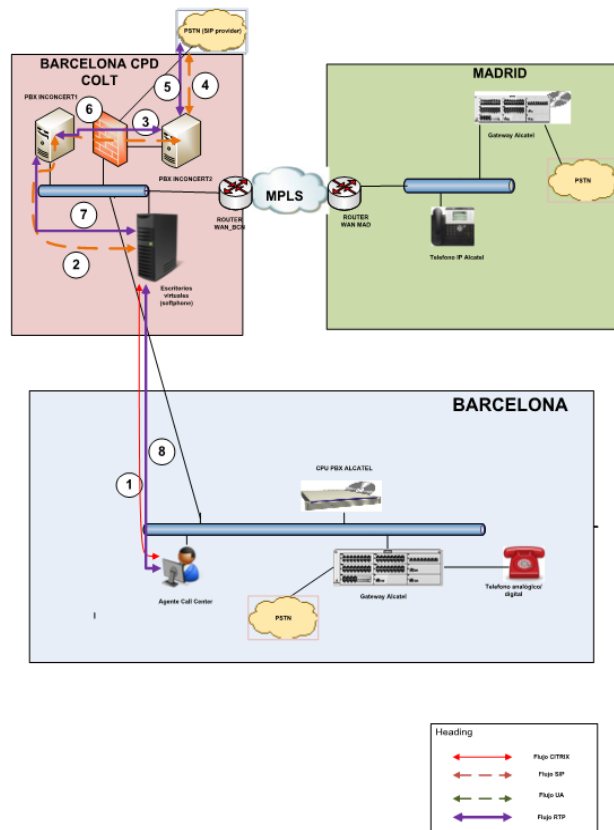 PSTN (SIP provider)
BARCELONA CPD
COLT
PBX INCONCERT1
6
3
5
4
PBX INCONCERT2
7
2
ROUTER
WAN_BCN
MPLS
Escritorios
virtuales
(softphone)
MADRID
Gateway Alcatel
PSTN
ROUTER
WAN MAD
Telefono IP Alcatel
BARCELONA
8
1
CPU PBX ALCATEL
Agente Call Center
PSTN
Gateway Alcatel
Telefono analógico/
digital
Heading
Flujo CITRIX
Flujo SIP
Flujo UA
Flujo RTP